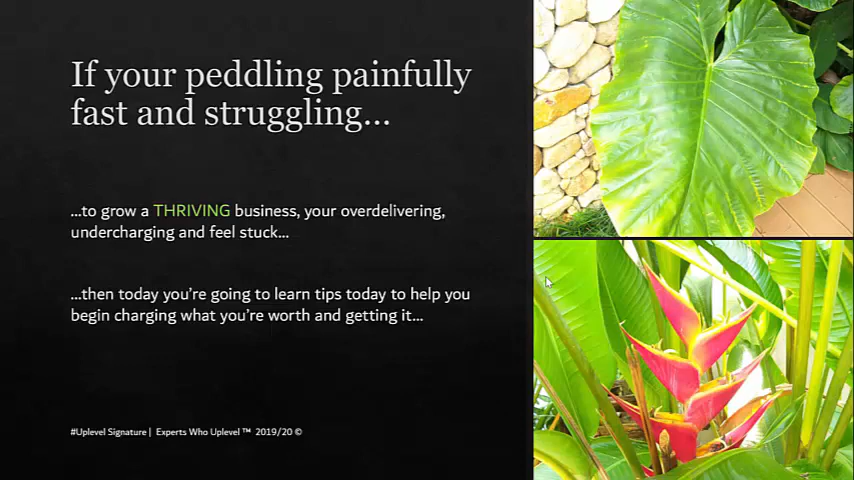 If your peddling painfully
fast and struggling...
...to grow a THRIVING business, your overdelivering,
undercharging and feel stuck...
...then today you're going to learn tips today to help you
begin charging what you're worth and getting it...
#Uplevel Signature | Experts Who Uplevel ™ 2019/20 ©